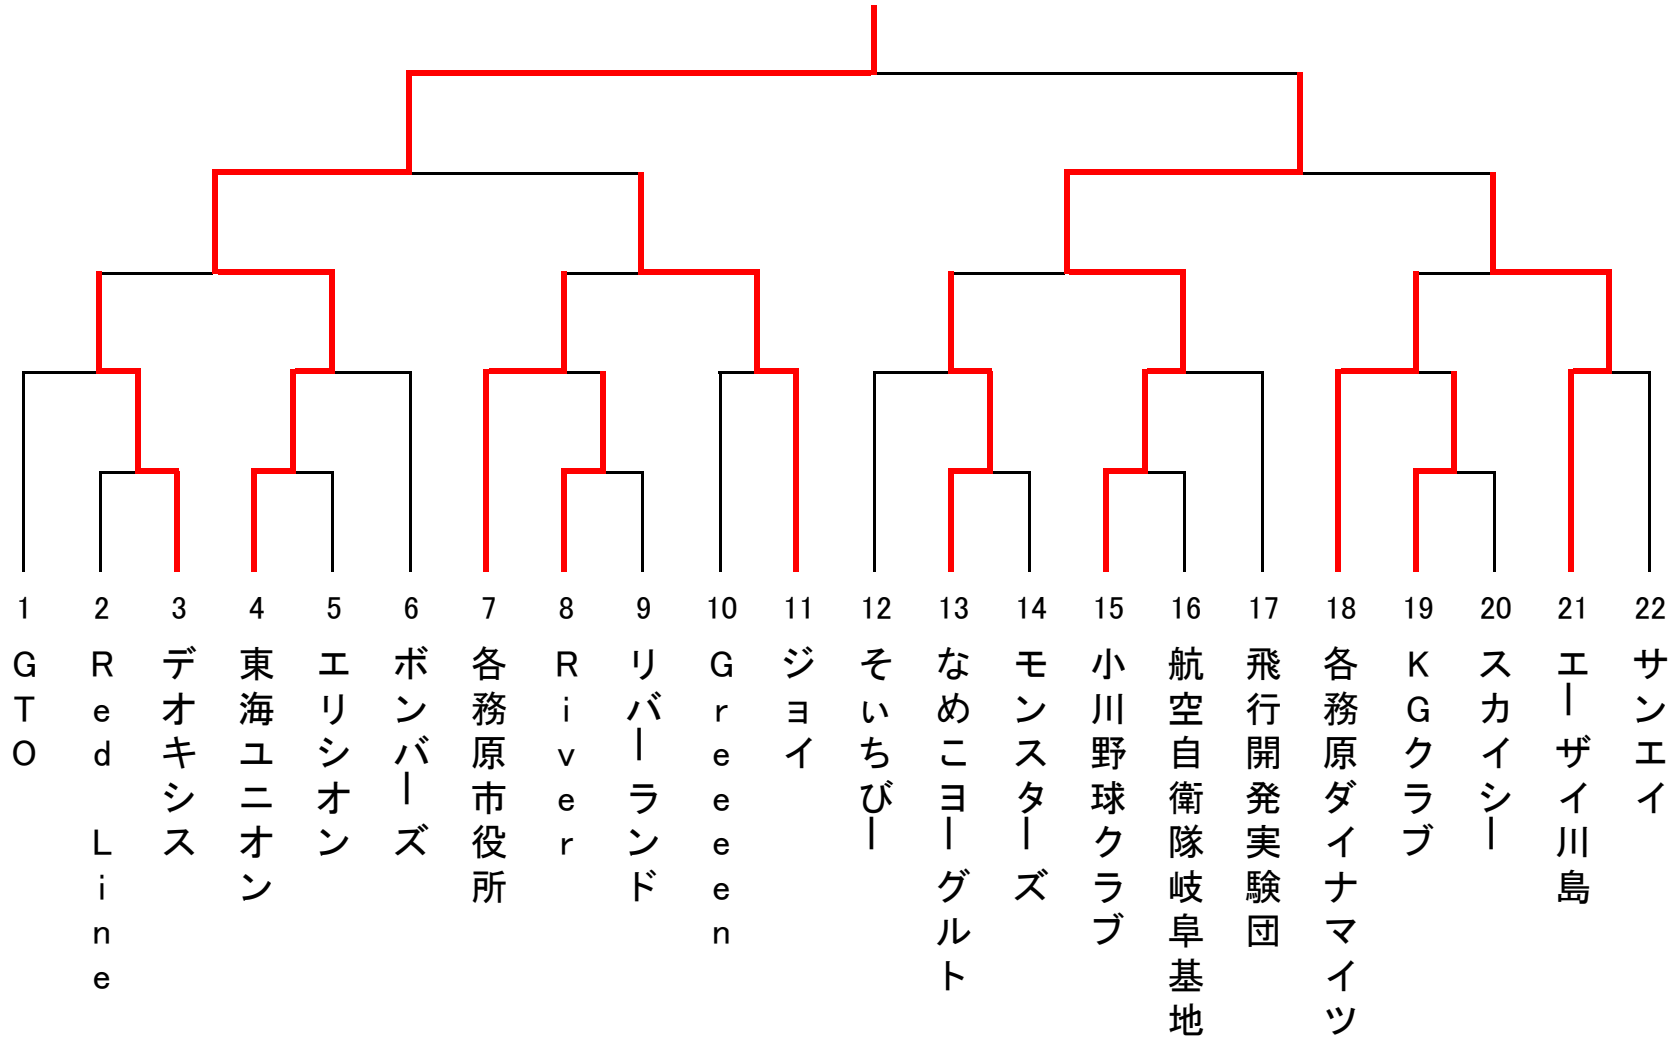 1 GTO
2 Red Line
3 デオキシス
4 東海ユニオン
5 エリシオン
6 ボンバーズ
7 各務原市役所
8 River
9 リバーランド
10 Greeeen
11 ジョイ
12 そぃちびー
13 なめこヨーグルト
14 モンスターズ
15 小川野球クラブ
16 航空自衛隊岐阜基地
17 飛行開発実験団
18 各務原ダイナマイツ
19 KGクラブ
20 スカイシー
21 エーザイ川島
22 サンエイ